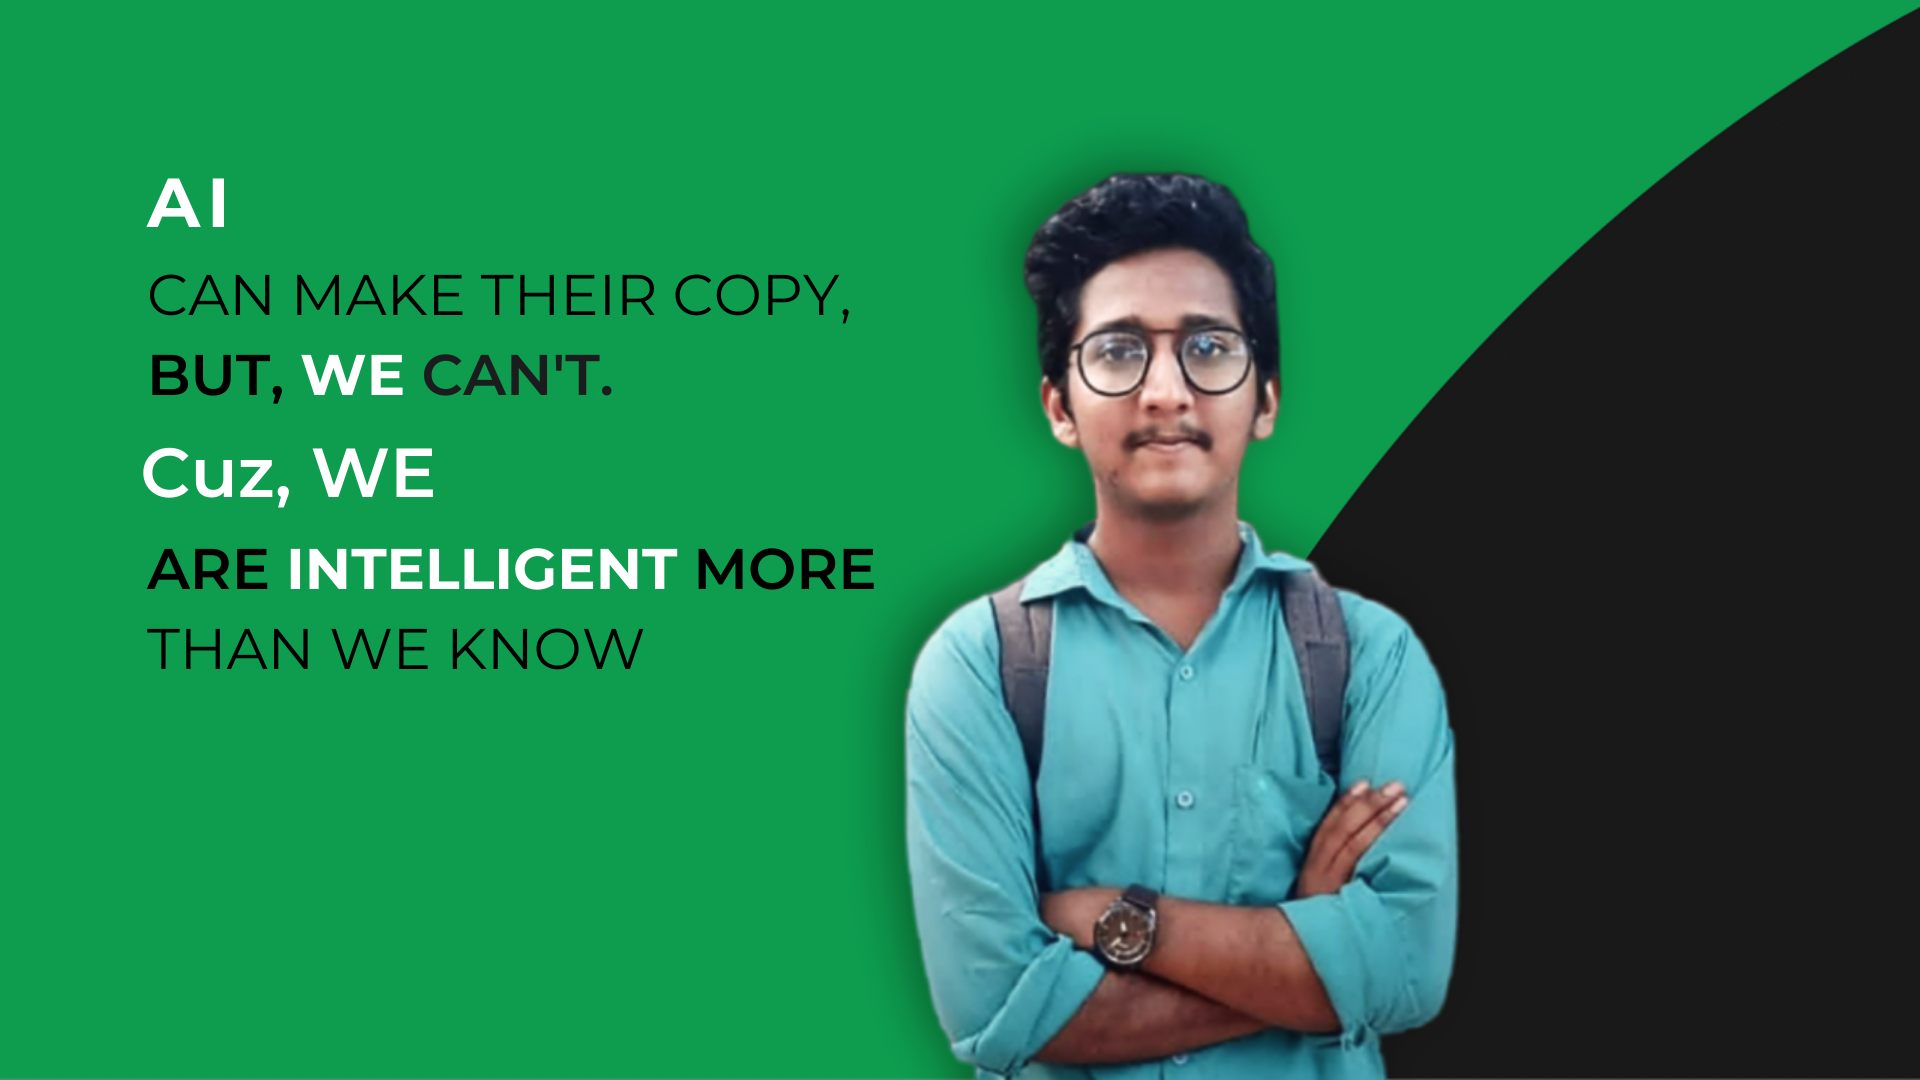 AI
CAN MAKE THEIR COPY,
BUT, WE CAN'T.
Cuz, WE
ARE INTELLIGENT MORE
THAN WE KNOW